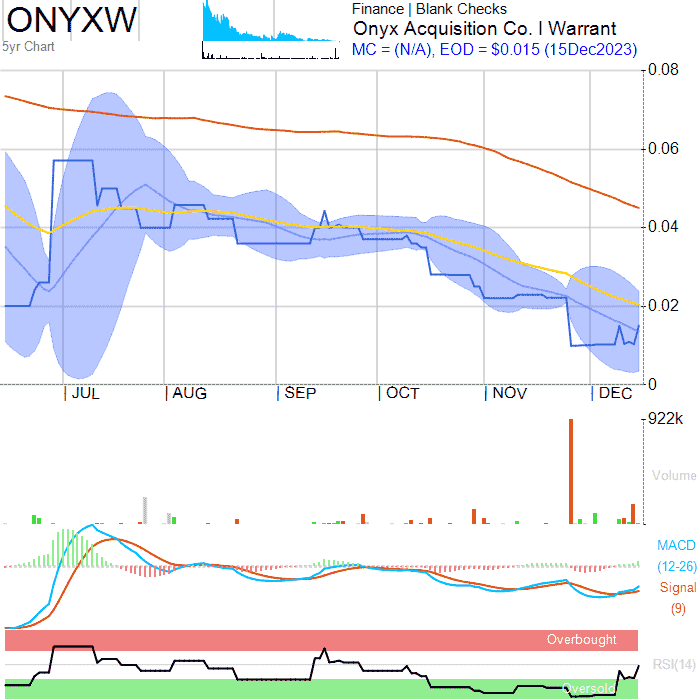 ONYXW
5yr Chart
Finance | Blank Checks
Onyx Acquisition Co. I Warrant
MC = (N/A), EOD = $0.015 (15Dec2023)
0.08
0.06
0.04
0.02
0
| JUL | AUG | SEP | OCT | NOV | DEC
922k
Volume
MACD
(12-26)
Signal
(9)
Overbought
RSI(14)
Oversold